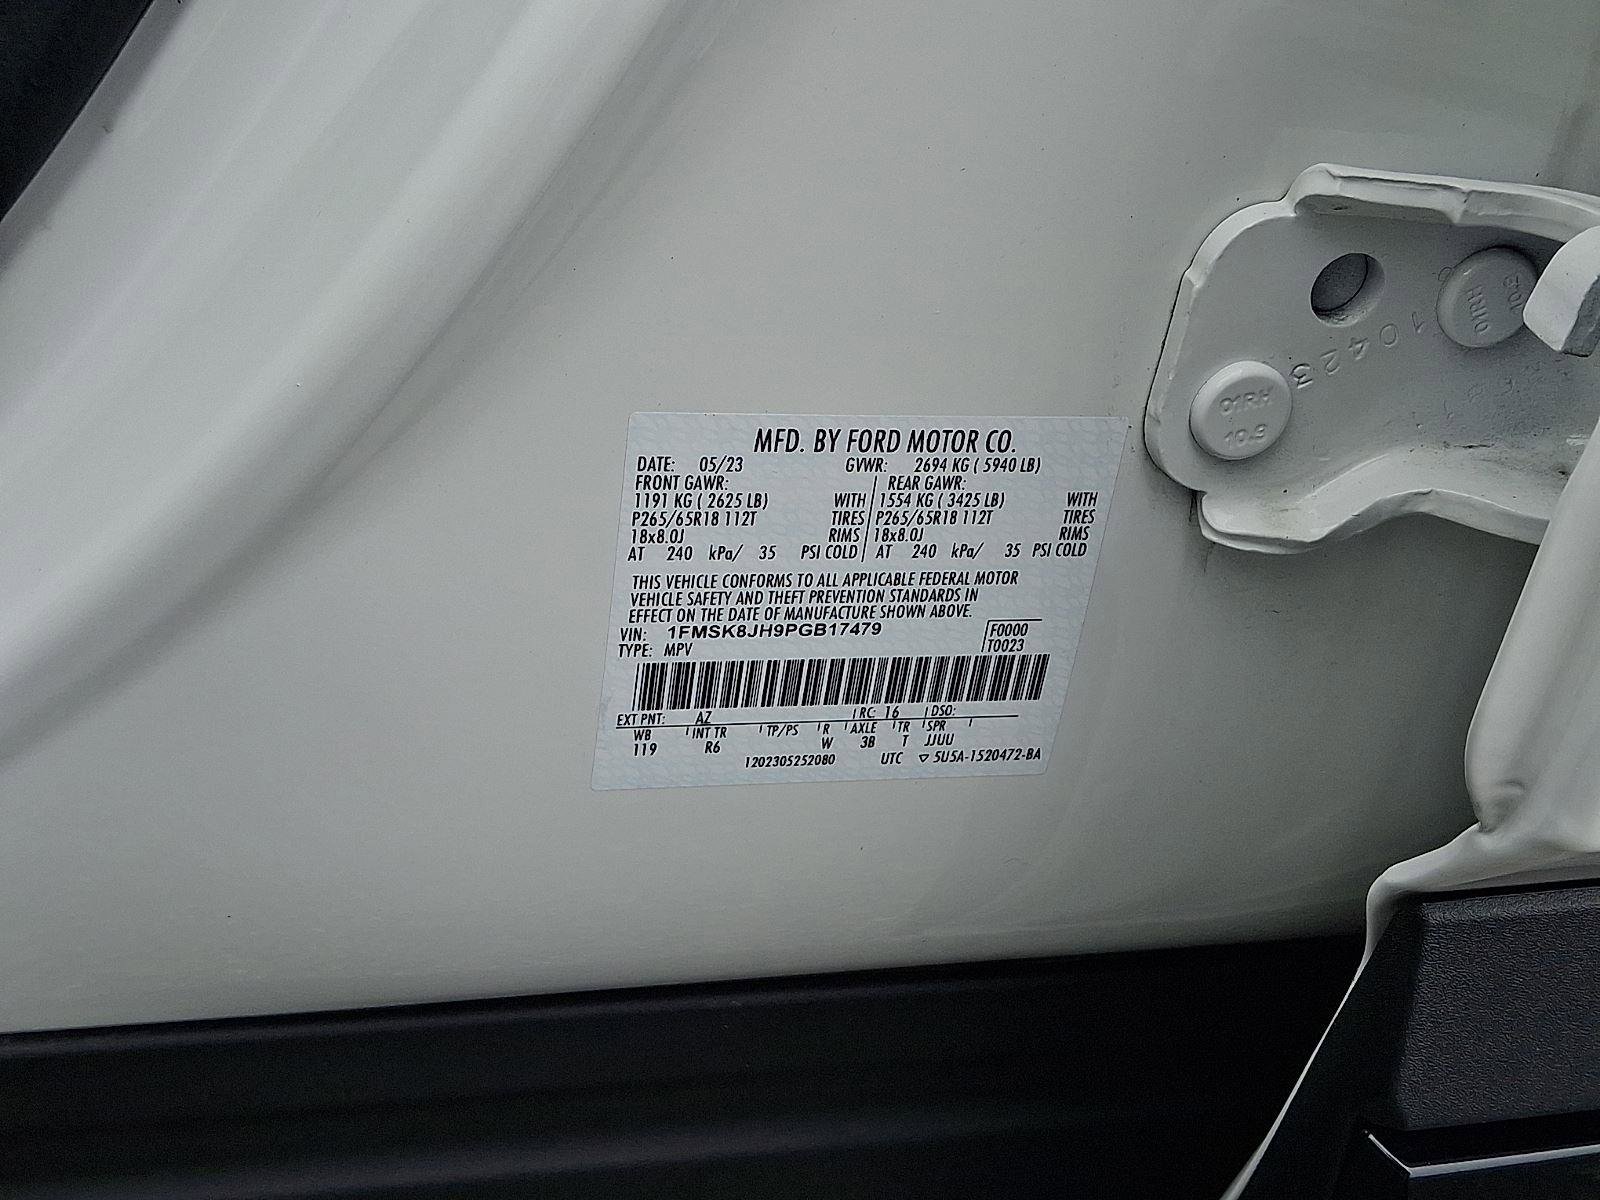 MFD. BY FORD MOTOR CO.
DATE: 05/23 GVWR: 2694 KG ( 5940 LB)
FRONT GAWR: REAR GAWR:
1191 KG ( 2625 LB) WITH 1554 KG ( 3425 LB) WITH
P265/65R18 112T TIRES P265/65R18 112T TIRES
18x8.0J RIMS 18x8.0J RIMS
AT 240 kPa/ 35 PSI COLD AT 240 kPa/ 35 PSI COLD
THIS VEHICLE CONFORMS TO ALL APPLICABLE FEDERAL MOTOR
VEHICLE SAFETY AND THEFT PREVENTION STANDARDS IN
EFFECT ON THE DATE OF MANUFACTURE SHOWN ABOVE.
VIN: 1FMSK8JH9PGB17479 F0000
TYPE: MPV T0023
EXT PNT: AZ RC: 16 DSO:
WB INT TR TP/PS R AXLE TR SPR
119 R6 W 3B T JJUU
1202305252080 UTC ▽ 5U5A-1520472-BA
01RH
10.9
10423
01RH